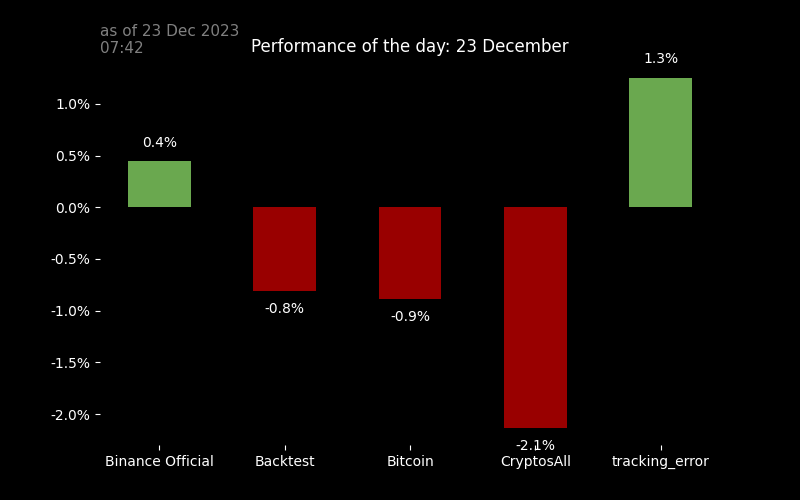 as of 23 Dec 2023
07:42
Performance of the day: 23 December
1.3%
1.0%
0.4%
0.5%
0.0%
-0.5%
-0.8%
-0.9%
-1.0%
-1.5%
-2.0%
-2.1%
Binance Official
Backtest
Bitcoin
CryptosAll
tracking_error